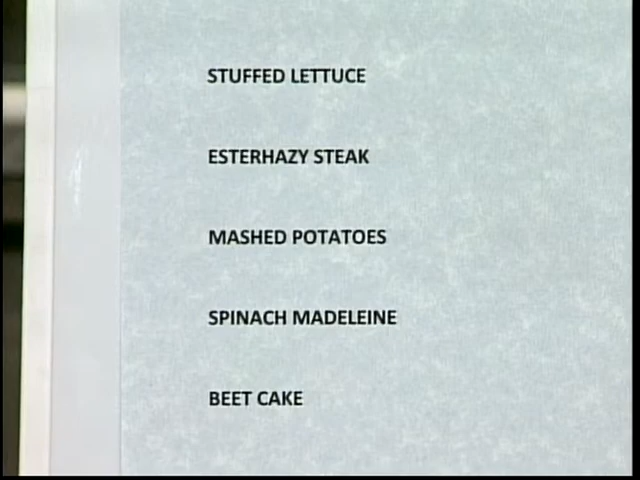 STUFFED LETTUCE
ESTERHAZY STEAK
MASHED POTATOES
SPINACH MADELEINE
BEET CAKE